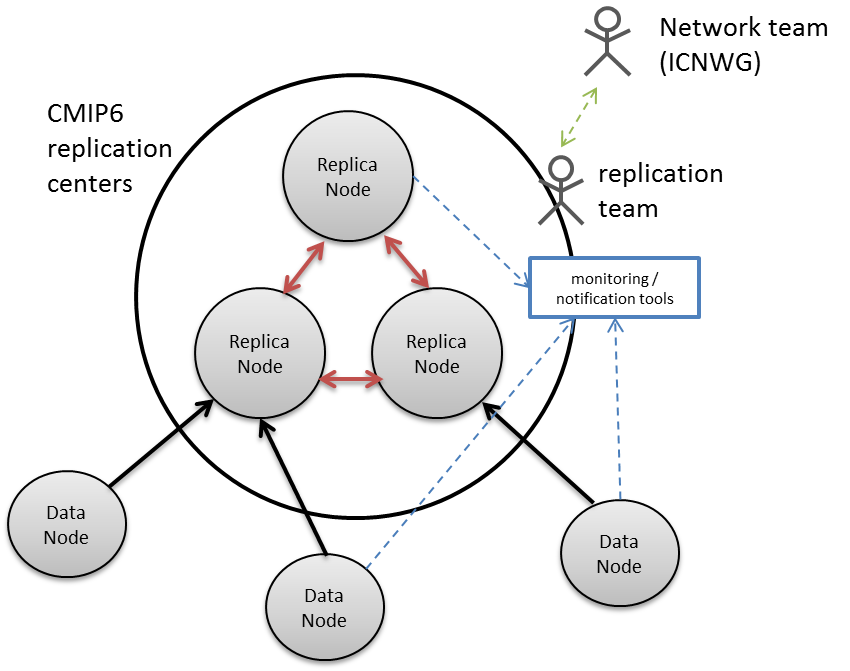 Network team
(ICNWG)
CMIP6
replication
centers
replication
team
Replica
Node
monitoring /
notification tools
Replica
Node
Replica
Node
Data
Node
Data
Node
Data
Node